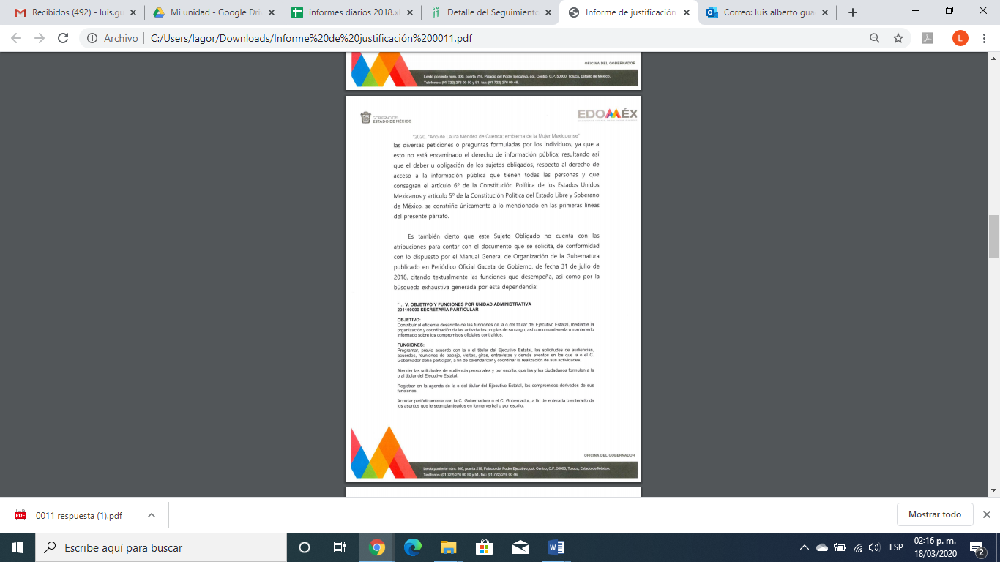 Recibidos (492) - luis.gu
Mi unidad - Google Dri
informes diarios 2018.xl
Detalle del Seguimiento
Informe de justificación
Correo: luis alberto gua
Archivo
C:/Users/lagor/Downloads/Informe%20de%20justificación%200011.pdf
L
OFICINA DEL GOBERNADOR
Lerdo poniente núm. 300, puerta 216, Palacio del Poder Ejecutivo, col. Centro, C.P. 50000, Toluca, Estado de México.
Teléfonos: (01 722) 276 00 50 y 51, fax: (01 722) 276 00 46.
GOBIERNO DEL
ESTADO DE MÉXICO
EDOMÉX
"2020. "Año de Laura Méndez de Cuenca; emblema de la Mujer Mexiquense"
las diversas peticiones o preguntas formuladas por los individuos, ya que a
esto no está encaminado el derecho de información pública; resultando así
que el deber u obligación de los sujetos obligados, respecto al derecho de
acceso a la información pública que tienen todas las personas y que
consagran el artículo 6º de la Constitución Política de los Estados Unidos
Mexicanos y artículo 5º de la Constitución Política del Estado Libre y Soberano
de México, se constriñe únicamente a lo mencionado en las primeras líneas
del presente párrafo.
Es también cierto que este Sujeto Obligado no cuenta con las
atribuciones para contar con el documento que se solicita, de conformidad
con lo dispuesto por el Manual General de Organización de la Gubernatura
publicado en Periódico Oficial Gaceta de Gobierno, de fecha 31 de julio de
2018, citando textualmente las funciones que desempeña, así como por la
búsqueda exhaustiva generada por esta dependencia:
"... V. OBJETIVO Y FUNCIONES POR UNIDAD ADMINISTRATIVA
201100000 SECRETARÍA PARTICULAR
OBJETIVO:
Contribuir al eficiente desarrollo de las funciones de la o del titular del Ejecutivo Estatal, mediante la
organización y coordinación de las actividades propias de su cargo, así como mantenerla o mantenerlo
informado sobre los compromisos oficiales contraídos.
FUNCIONES:
Programar, previo acuerdo con la o el titular del Ejecutivo Estatal, las solicitudes de audiencias,
acuerdos, reuniones de trabajo, visitas, giras, entrevistas y demás eventos en los que la o el C.
Gobernador deba participar, a fin de calendarizar y coordinar la realización de sus actividades.
Atender las solicitudes de audiencia personales y por escrito, que las y los ciudadanos formulen a la
o al titular del Ejecutivo Estatal.
Registrar en la agenda de la o del titular del Ejecutivo Estatal, los compromisos derivados de sus
funciones.
Acordar periódicamente con la C. Gobernadora o el C. Gobernador, a fin de enterarla o enterarlo de
los asuntos que le sean planteados en forma verbal o por escrito.
OFICINA DEL GOBERNADOR
Lerdo poniente núm. 300, puerta 216, Palacio del Poder Ejecutivo, col. Centro, C.P. 50000, Toluca, Estado de México.
Teléfonos: (01 722) 276 00 50 y 51, fax: (01 722) 276 00 46.
PDF
0011 respuesta (1).pdf
Mostrar todo
Escribe aquí para buscar
ESP
02:16 p. m.
18/03/2020
2